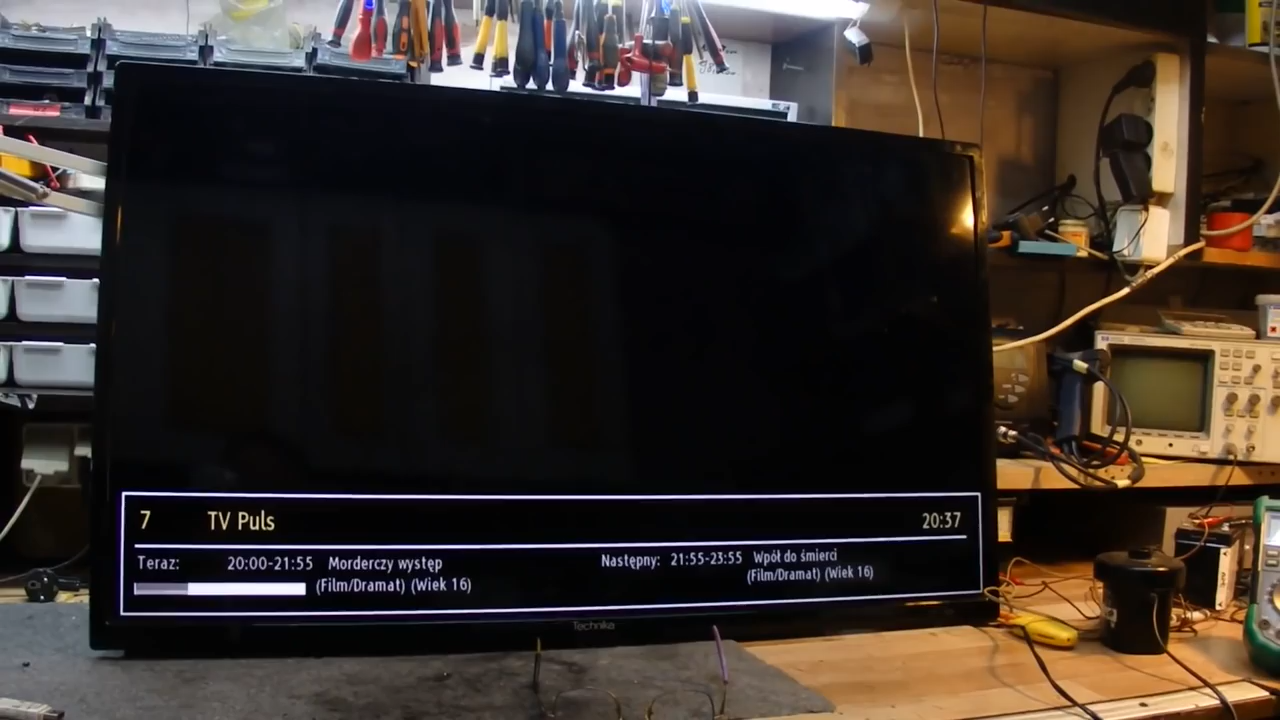 7 TV Puls 20:37
Teraz: 20:00-21:55 Morderczy występ Następny: 21:55-23:55 Wpół do śmierci
(Film/Dramat) (Wiek 16) (Film/Dramat) (Wiek 16)
Technika